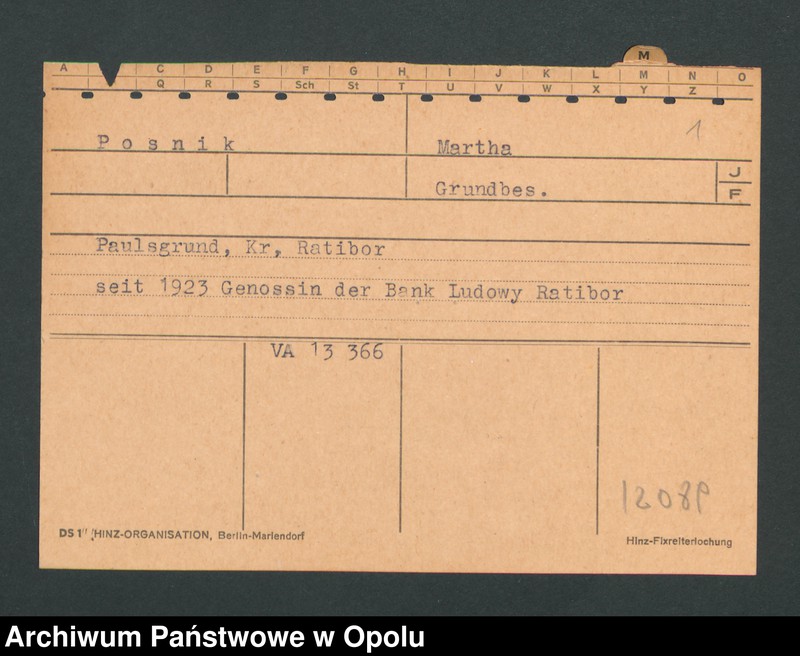 M
A C D E F G H I J K L M N O
Q R S Sch St T U V W X Y Z
1
Posnik Martha
Grundbes. J
F
Paulsgrund, Kr, Ratibor
seit 1923 Genossin der Bank Ludowy Ratibor
VA 13 366
DS 1 HINZ-ORGANISATION, Berlin-Mariendorf
Hinz-Fixreiterlochung
Archiwum Państwowe w Opolu